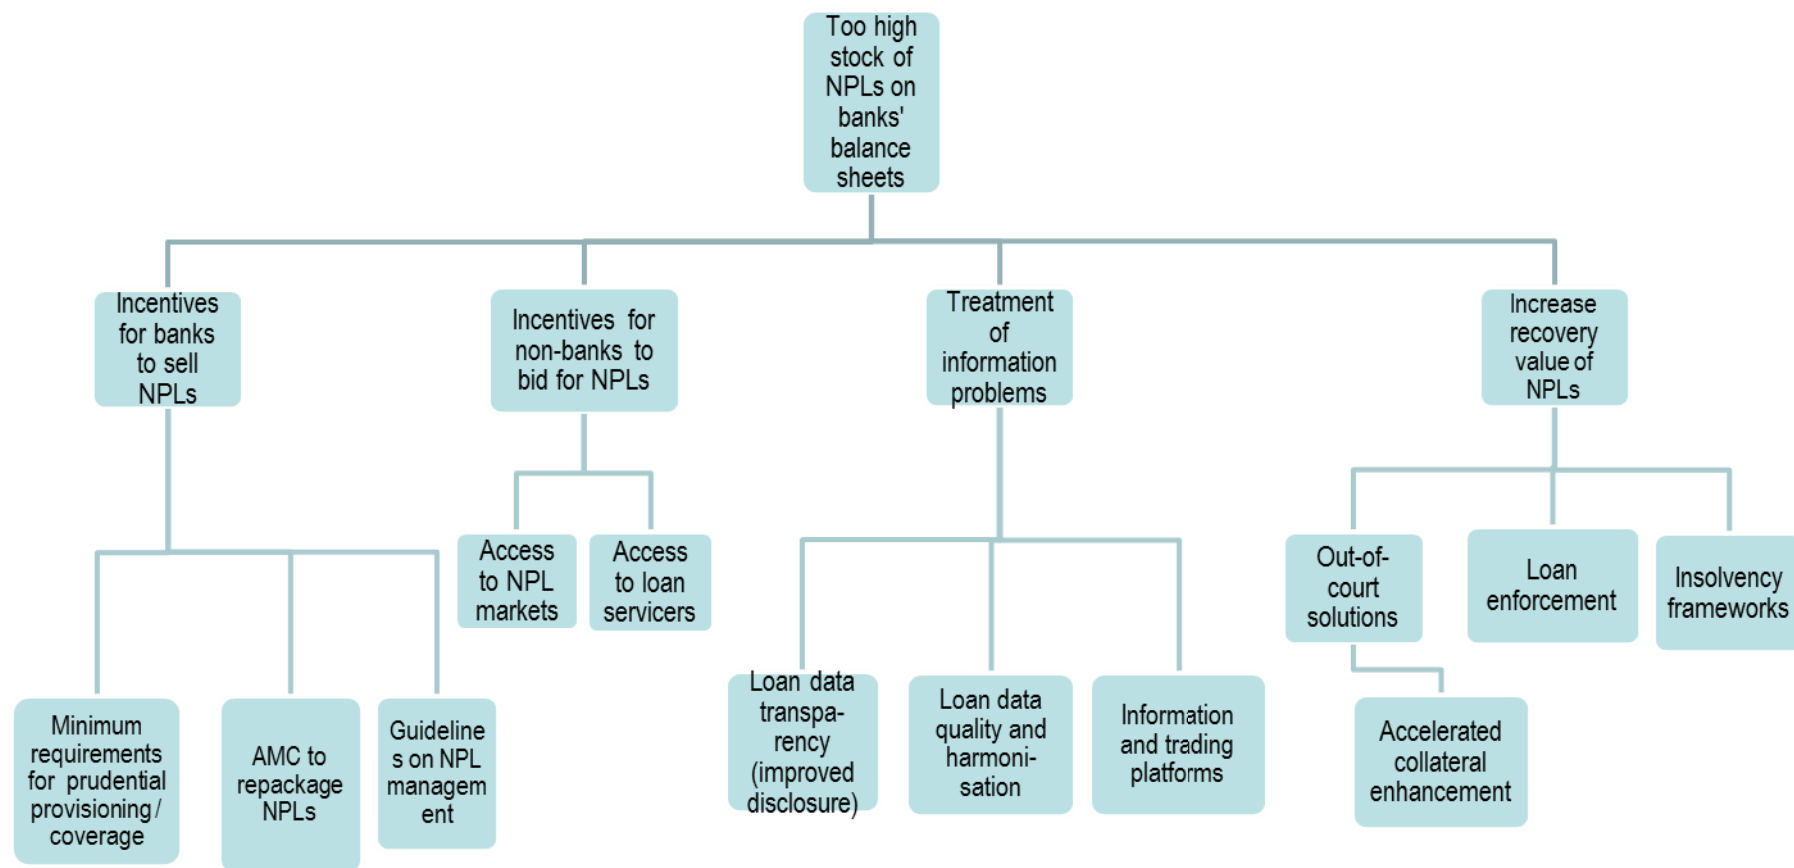 Too high
stock of
NPLs on
banks'
balance
sheets
Incentives
for banks
to sell
NPLs
Incentives for
non-banks to
bid for NPLs
Treatment
of
information
problems
Increase
recovery
value of
NPLs
Minimum
requirements
for prudential
provisioning /
coverage
AMC to
repackage
NPLs
Guideline
s on NPL
managem
ent
Access
to NPL
markets
Access
to loan
servicers
Loan data
transpa-
rency
(improved
disclosure)
Loan data
quality and
harmoni-
sation
Information
and trading
platforms
Out-of-
court
solutions
Loan
enforcement
Insolvency
frameworks
Accelerated
collateral
enhancement